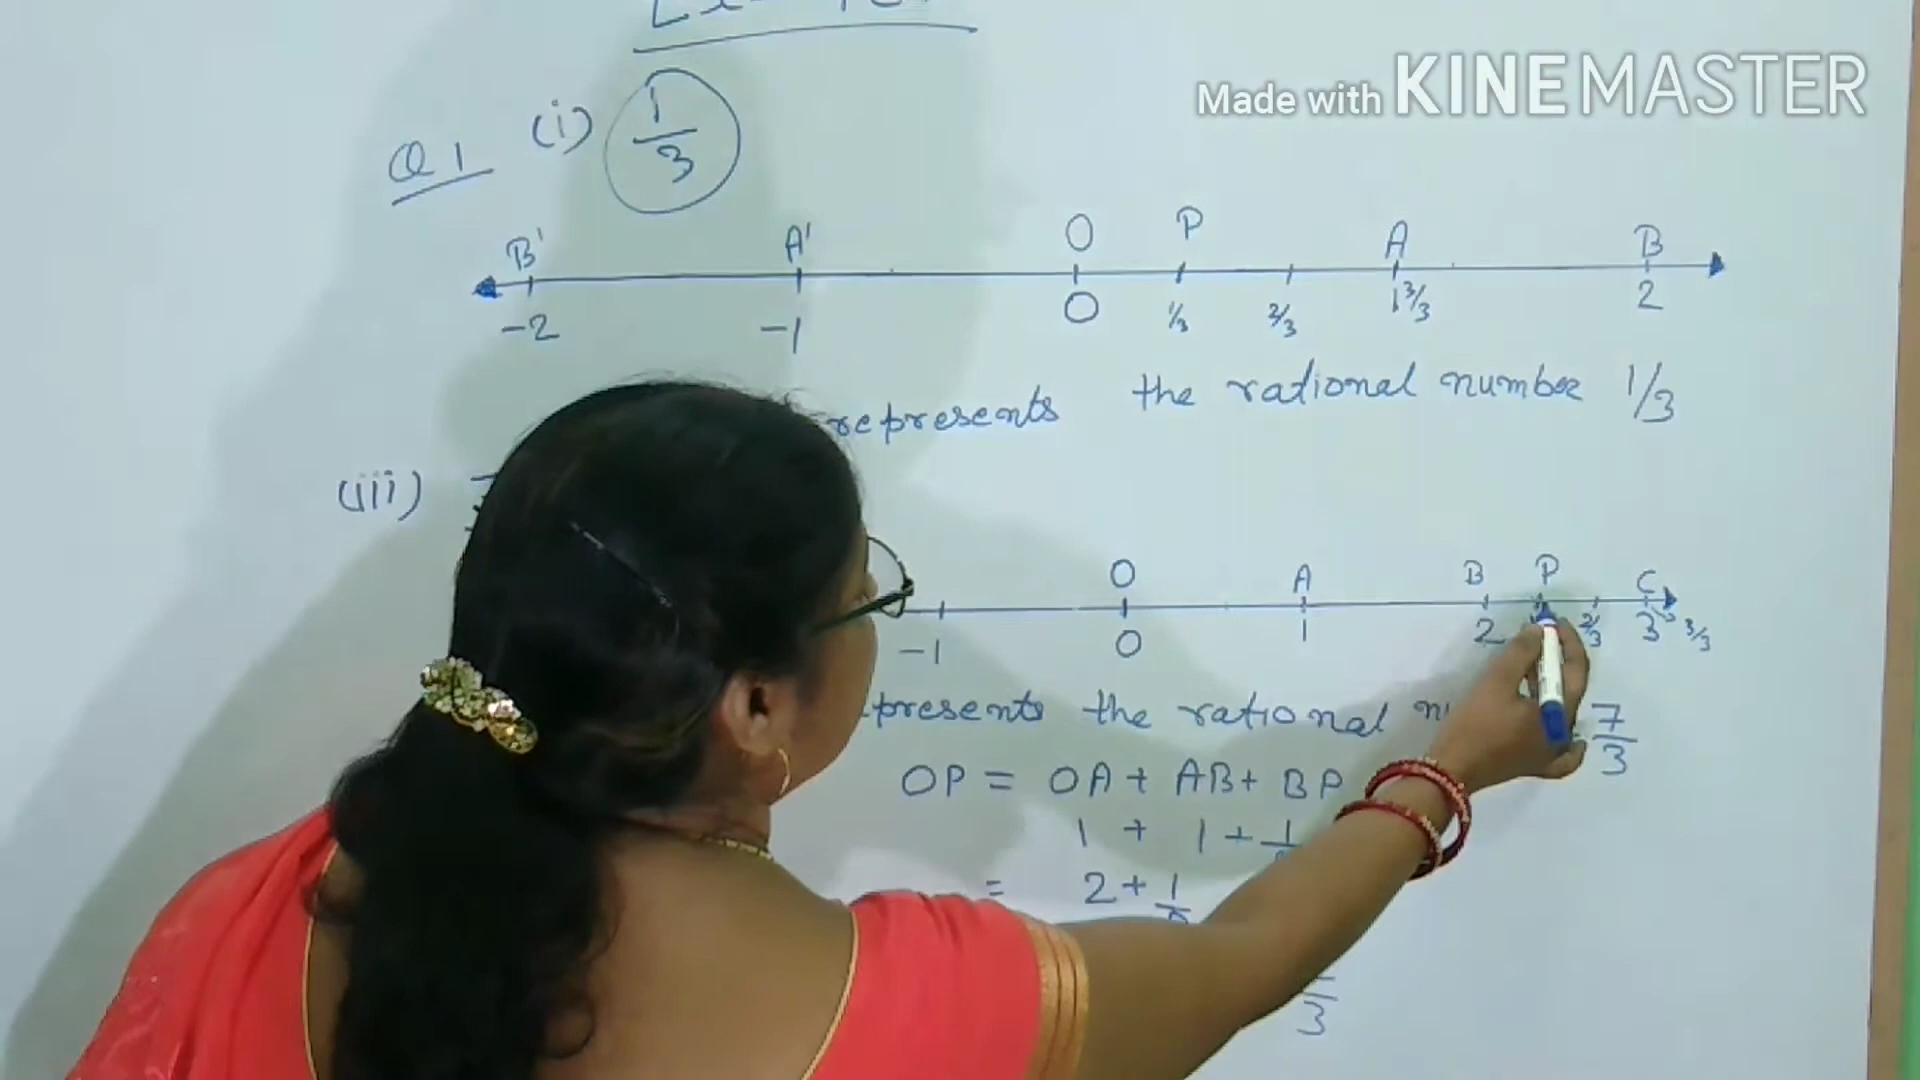 Made with KINEMASTER
Q 1 (i) 1/3
B' A' O P A B
-2 -1 0 1/3 2/3 1 3/3 2
represents the rational number 1/3
(iii)
O A B P C
-1 0 1 2 2/3 3 3/3
the rational 7/3
OP = OA + AB + BP
1 + 1 +
= 2 +
3